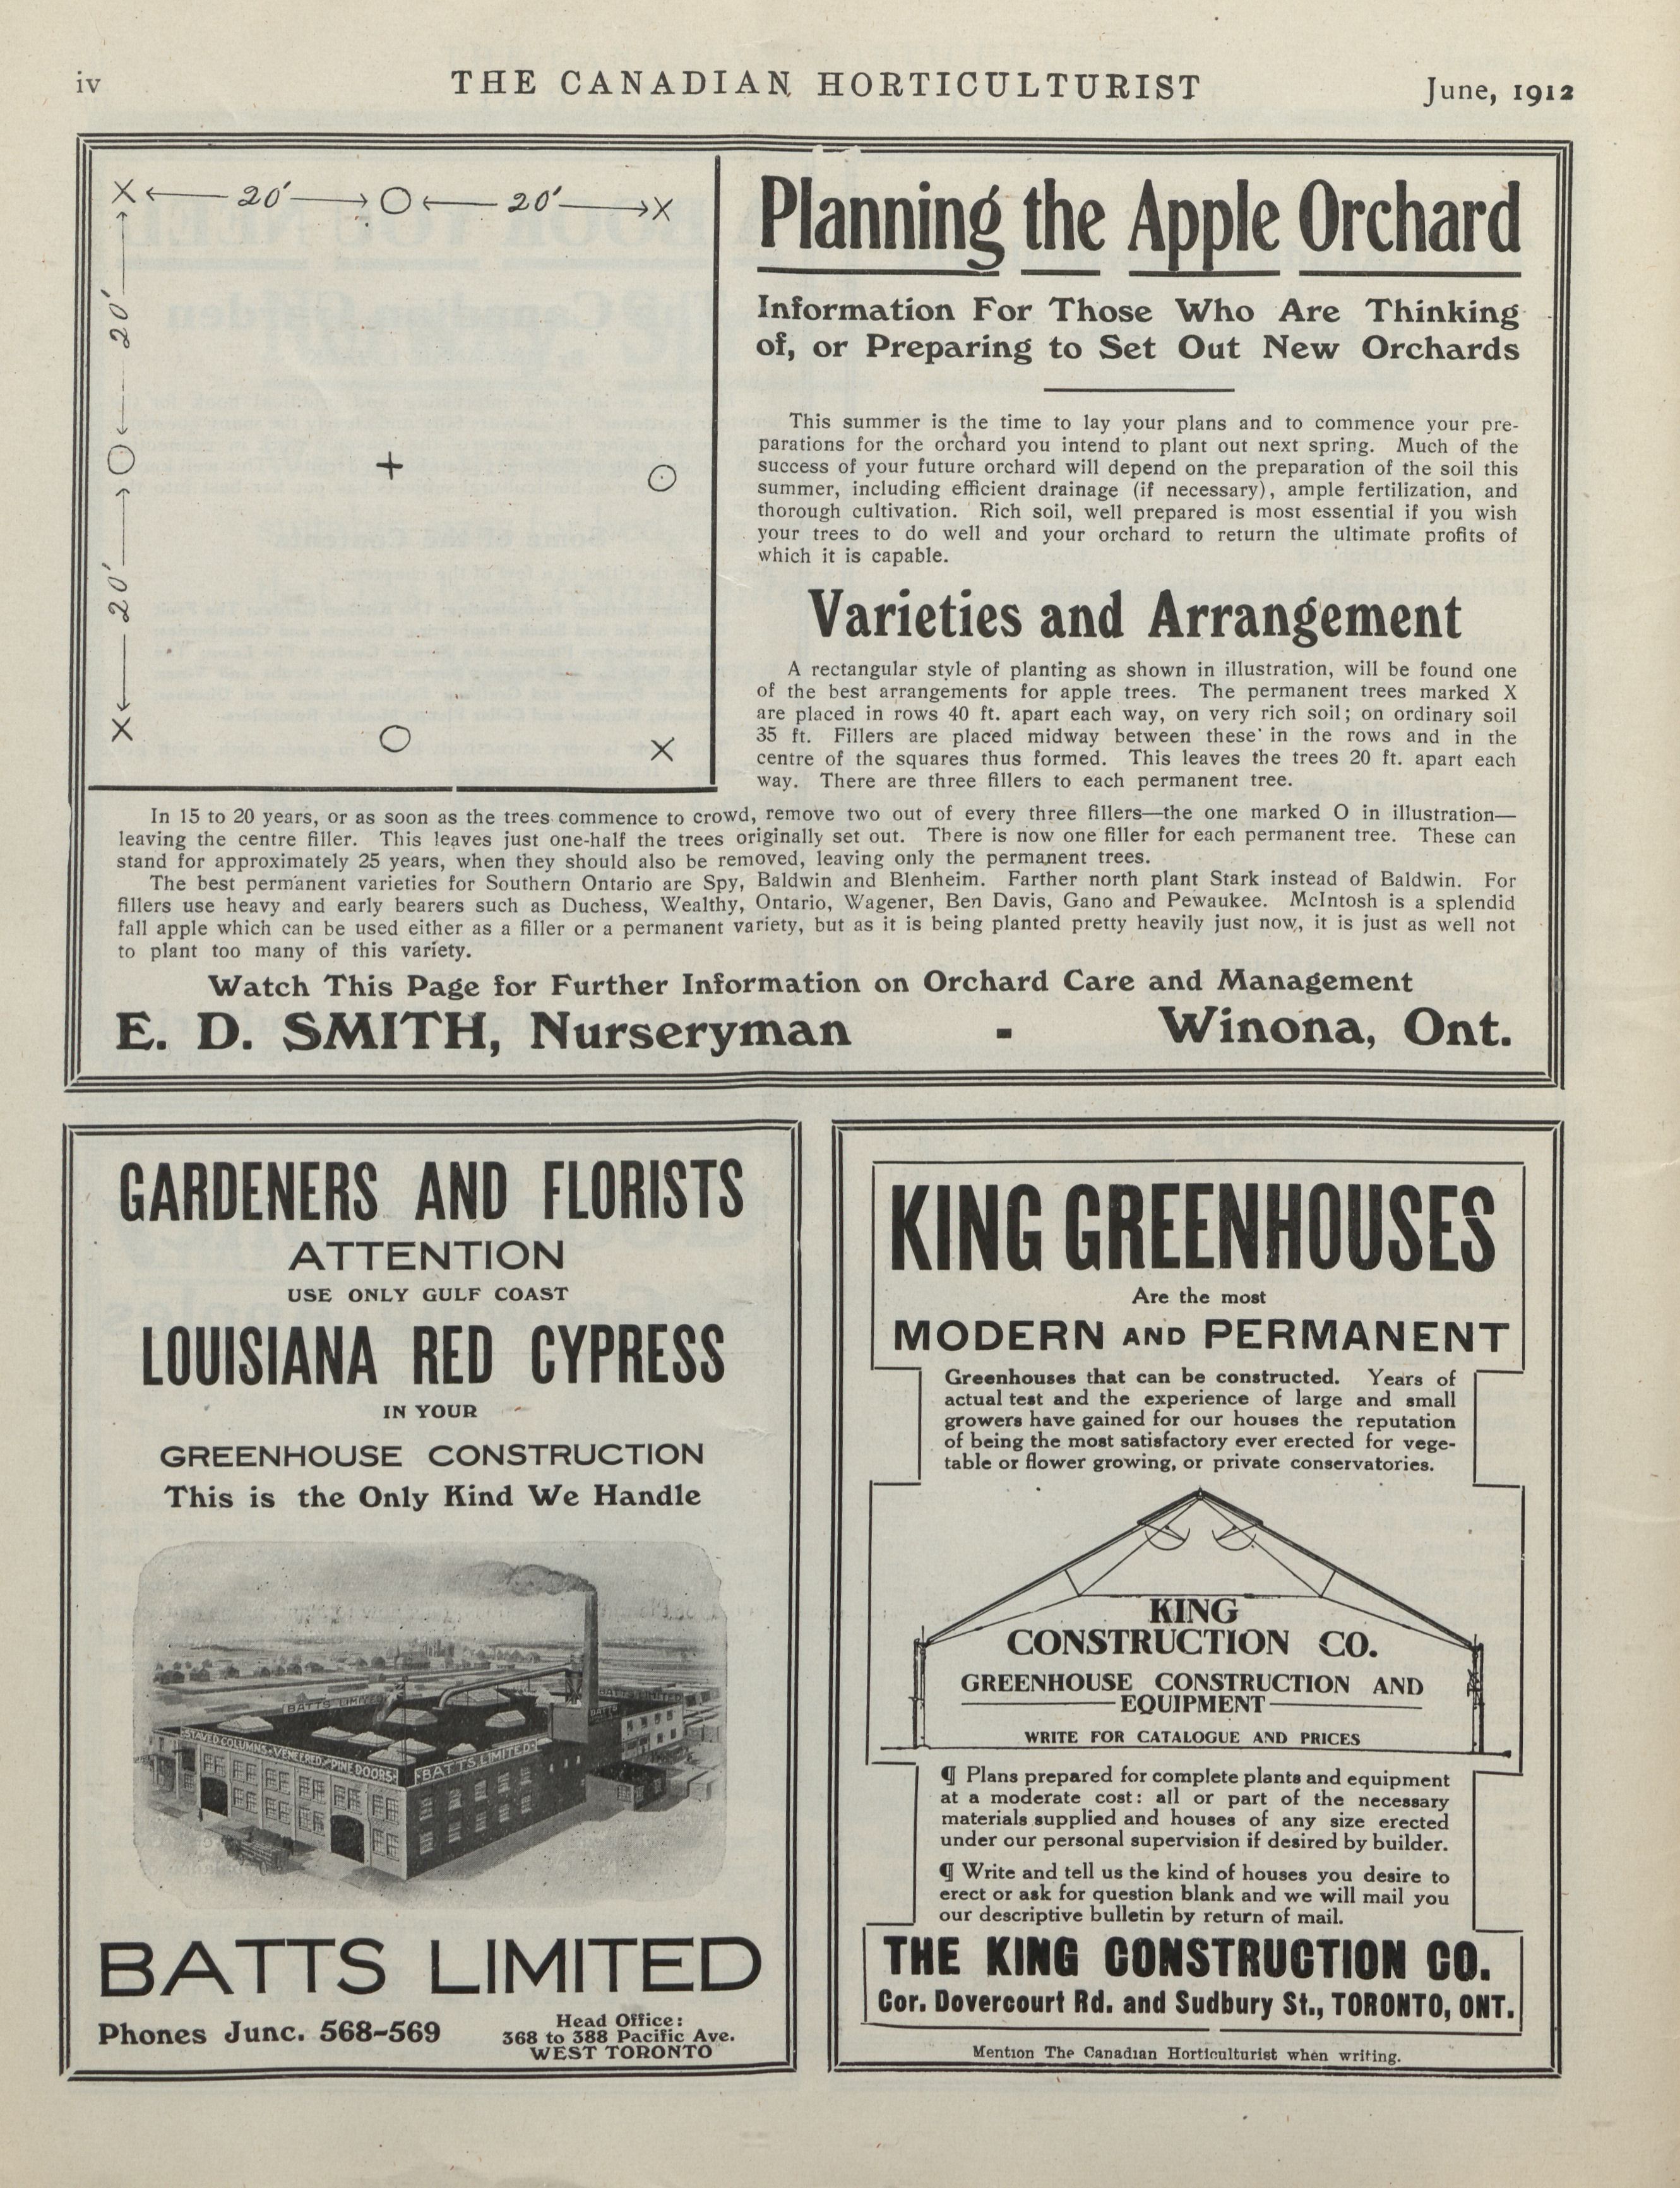 iv
THE CANADIAN HORTICULTURIST
June, 1912
X 20' O 20' X
20'
O + O
20'
X O X
Planning the Apple Orchard
Information For Those Who Are Thinking
of, or Preparing to Set Out New Orchards
This summer is the time to lay your plans and to commence your pre-
parations for the orchard you intend to plant out next spring. Much of the
success of your future orchard will depend on the preparation of the soil this
summer, including efficient drainage (if necessary), ample fertilization, and
thorough cultivation. Rich soil, well prepared is most essential if you wish
your trees to do well and your orchard to return the ultimate profits of
which it is capable.
Varieties and Arrangement
A rectangular style of planting as shown in illustration, will be found one
of the best arrangements for apple trees. The permanent trees marked X
are placed in rows 40 ft. apart each way, on very rich soil; on ordinary soil
35 ft. Fillers are placed midway between these in the rows and in the
centre of the squares thus formed. This leaves the trees 20 ft. apart each
way. There are three fillers to each permanent tree.
In 15 to 20 years, or as soon as the trees commence to crowd, remove two out of every three fillers—the one marked O in illustration—
leaving the centre filler. This leaves just one-half the trees originally set out. There is now one filler for each permanent tree. These can
stand for approximately 25 years, when they should also be removed, leaving only the permanent trees.
The best permanent varieties for Southern Ontario are Spy, Baldwin and Blenheim. Farther north plant Stark instead of Baldwin. For
fillers use heavy and early bearers such as Duchess, Wealthy, Ontario, Wagener, Ben Davis, Gano and Pewaukee. McIntosh is a splendid
fall apple which can be used either as a filler or a permanent variety, but as it is being planted pretty heavily just now, it is just as well not
to plant too many of this variety.
Watch This Page for Further Information on Orchard Care and Management
E. D. SMITH, Nurseryman - Winona, Ont.
GARDENERS AND FLORISTS
ATTENTION
USE ONLY GULF COAST
LOUISIANA RED CYPRESS
IN YOUR
GREENHOUSE CONSTRUCTION
This is the Only Kind We Handle
BATTS LIMITED
BATTS LIMITED
BATTS
STAVED COLUMNS·VENEERED AND PINE DOORS
BATTS LIMITED
BATTS LIMITED
Phones Junc. 568-569
Head Office:
368 to 388 Pacific Ave.
WEST TORONTO
KING GREENHOUSES
Are the most
MODERN AND PERMANENT
Greenhouses that can be constructed. Years of
actual test and the experience of large and small
growers have gained for our houses the reputation
of being the most satisfactory ever erected for vege-
table or flower growing, or private conservatories.
KING
CONSTRUCTION CO.
GREENHOUSE CONSTRUCTION AND
EQUIPMENT
WRITE FOR CATALOGUE AND PRICES
¶ Plans prepared for complete plants and equipment
at a moderate cost: all or part of the necessary
materials supplied and houses of any size erected
under our personal supervision if desired by builder.
¶ Write and tell us the kind of houses you desire to
erect or ask for question blank and we will mail you
our descriptive bulletin by return of mail.
THE KING CONSTRUCTION CO.
Cor. Dovercourt Rd. and Sudbury St., TORONTO, ONT.
Mention The Canadian Horticulturist when writing.